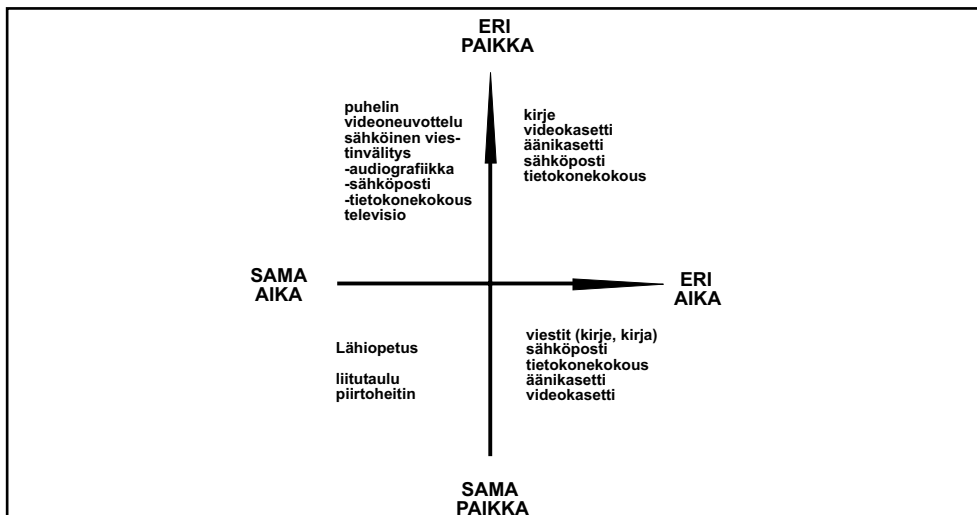 ERI
PAIKKA
puhelin
videoneuvottelu
sähköinen vies-
tinvälitys
-audiografiikka
-sähköposti
-tietokonekokous
televisio
kirje
videokasetti
äänikasetti
sähköposti
tietokonekokous
SAMA
AIKA
ERI
AIKA
Lähiopetus
liitutaulu
piirtoheitin
viestit (kirje, kirja)
sähköposti
tietokonekokous
äänikasetti
videokasetti
SAMA
PAIKKA